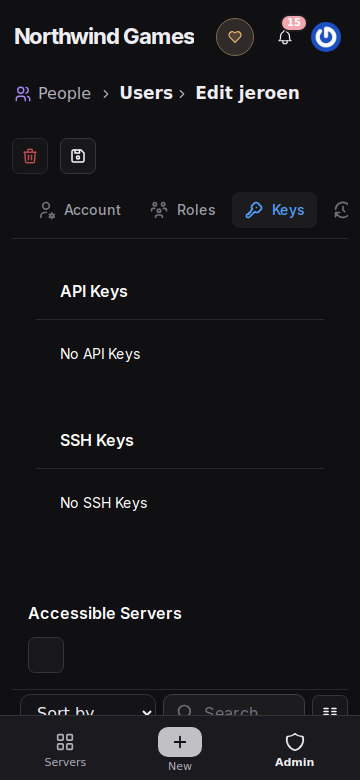 Northwind Games
15
People > Users > Edit jeroen
Account
Roles
Keys
API Keys
No API Keys
SSH Keys
No SSH Keys
Accessible Servers
Sort by
Search
Servers
New
Admin